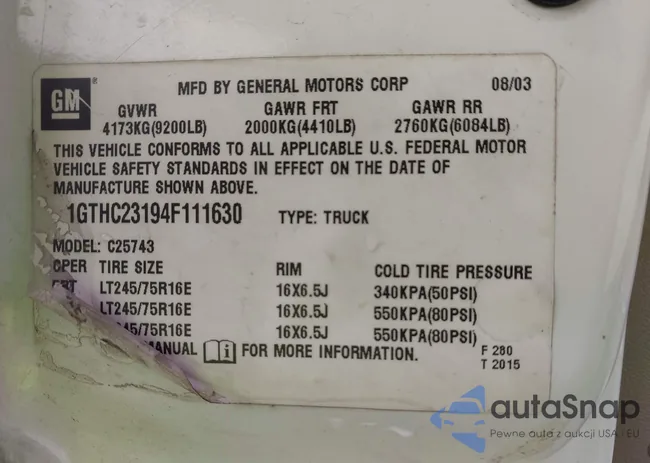 GM
MFD BY GENERAL MOTORS CORP 08/03
GVWR GAWR FRT GAWR RR
4173KG(9200LB) 2000KG(4410LB) 2760KG(6084LB)
THIS VEHICLE CONFORMS TO ALL APPLICABLE U.S. FEDERAL MOTOR
VEHICLE SAFETY STANDARDS IN EFFECT ON THE DATE OF
MANUFACTURE SHOWN ABOVE.
1GTHC23194F111630 TYPE: TRUCK
MODEL: C25743
TIRE SIZE RIM COLD TIRE PRESSURE
LT245/75R16E 16X6.5J 340KPA(50PSI)
LT245/75R16E 16X6.5J 550KPA(80PSI)
245/75R16E 16X6.5J 550KPA(80PSI)
MANUAL FOR MORE INFORMATION.
F 280
T 2015
autaSnap
Pewne auta z aukcji USA - EU